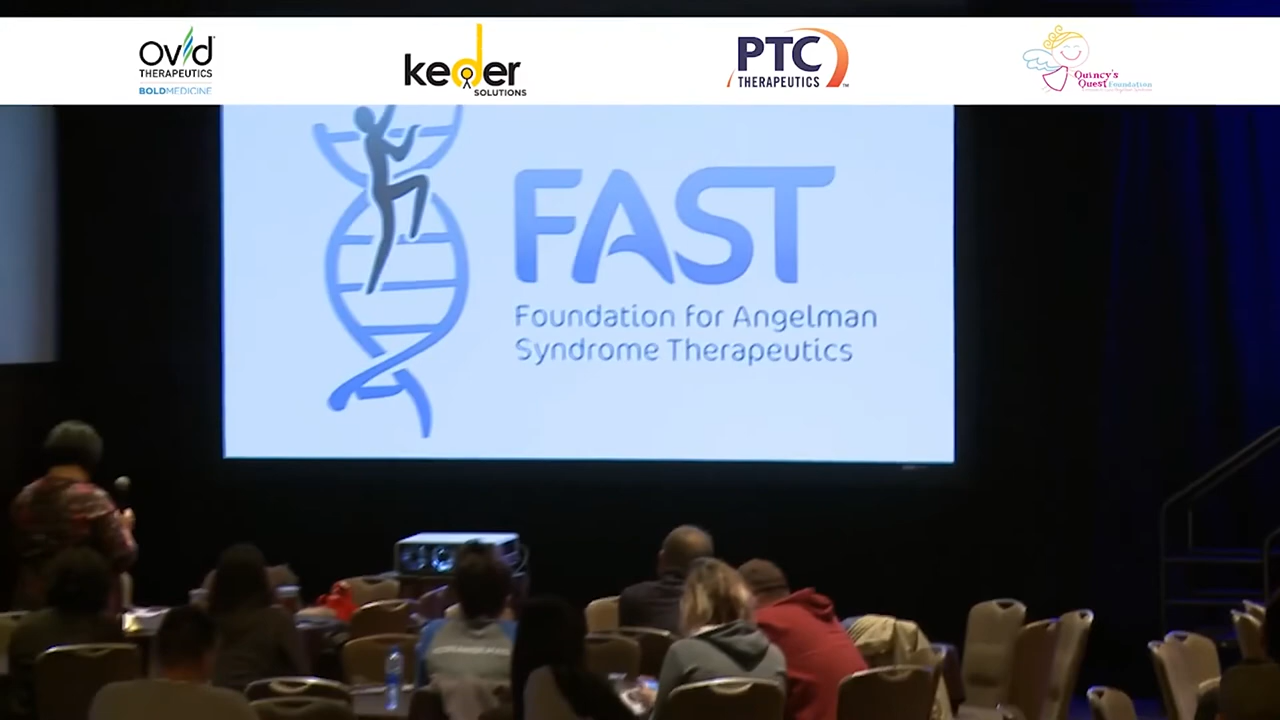 OVID
THERAPEUTICS
BOLDMEDICINE
keder
SOLUTIONS
PTC
THERAPEUTICS
Quincy's
Quest Foundation
FAST
Foundation for Angelman
Syndrome Therapeutics